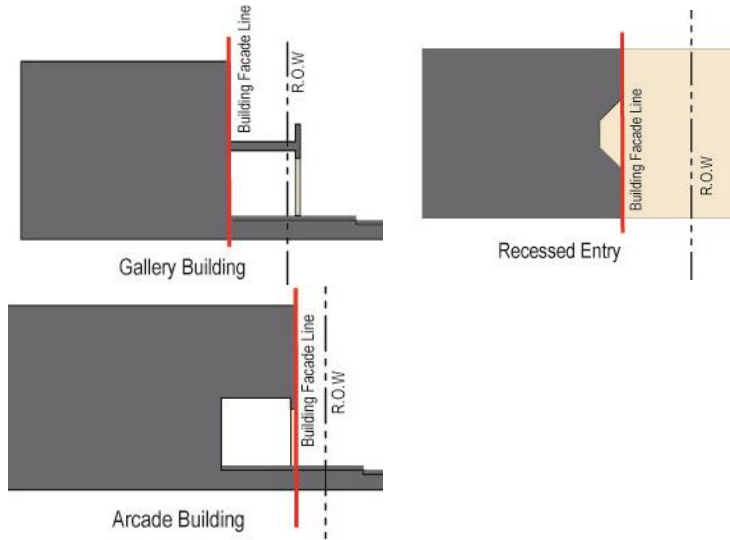 Building Facade Line
R.O.W
Gallery Building
Building Facade Line
R.O.W
Recessed Entry
Building Facade Line
R.O.W
Arcade Building